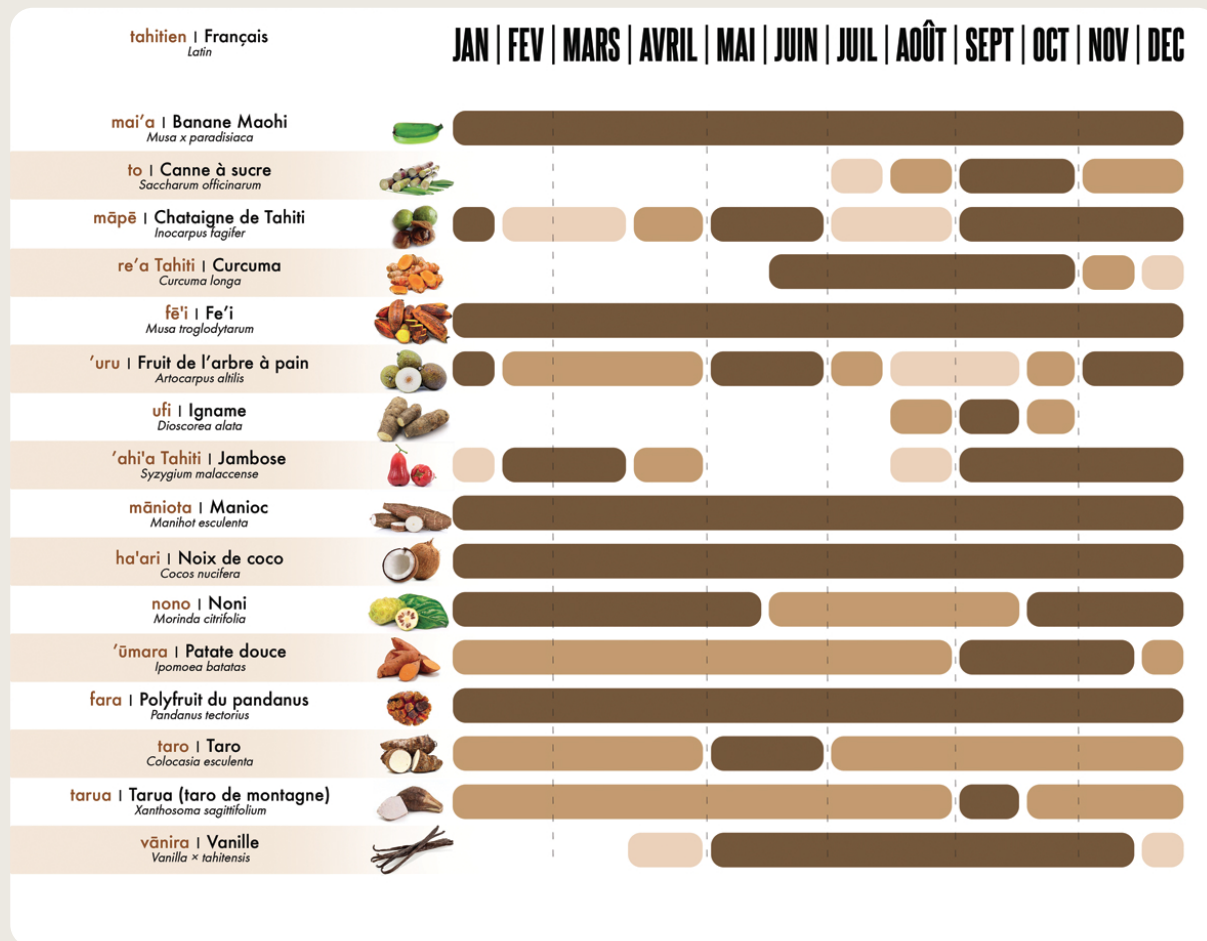 tahitien | Français
Latin
JAN | FEV | MARS | AVRIL | MAI | JUIN | JUIL | AOÛT | SEPT | OCT | NOV | DEC
mai’a | Banane Maohi
Musa x paradisiaca
to | Canne à sucre
Saccharum officinarum
māpē | Chataigne de Tahiti
Inocarpus fagifer
re’a Tahiti | Curcuma
Curcuma longa
fē'i | Fe’i
Musa troglodytarum
‘uru | Fruit de l’arbre à pain
Artocarpus altilis
ufi | Igname
Dioscorea alata
‘ahi'a Tahiti | Jambose
Syzygium malaccense
māniota | Manioc
Manihot esculenta
ha'ari | Noix de coco
Cocos nucifera
nono | Noni
Morinda citrifolia
‘ūmara | Patate douce
Ipomoea batatas
fara | Polyfruit du pandanus
Pandanus tectorius
taro | Taro
Colocasia esculenta
tarua | Tarua (taro de montagne)
Xanthosoma sagittifolium
vānira | Vanille
Vanilla × tahitensis